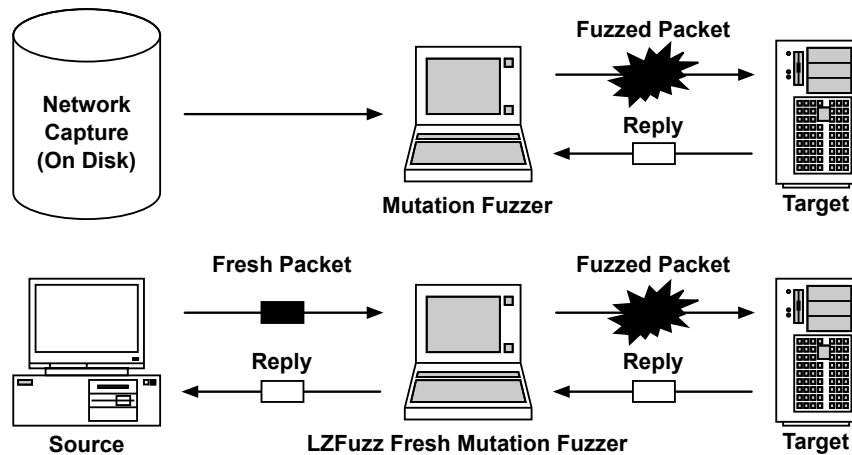 Fuzzed Packet
Network
Capture
(On Disk)
Reply
Mutation Fuzzer
Target
Fresh Packet
Fuzzed Packet
Reply
Reply
Source
LZFuzz Fresh Mutation Fuzzer
Target